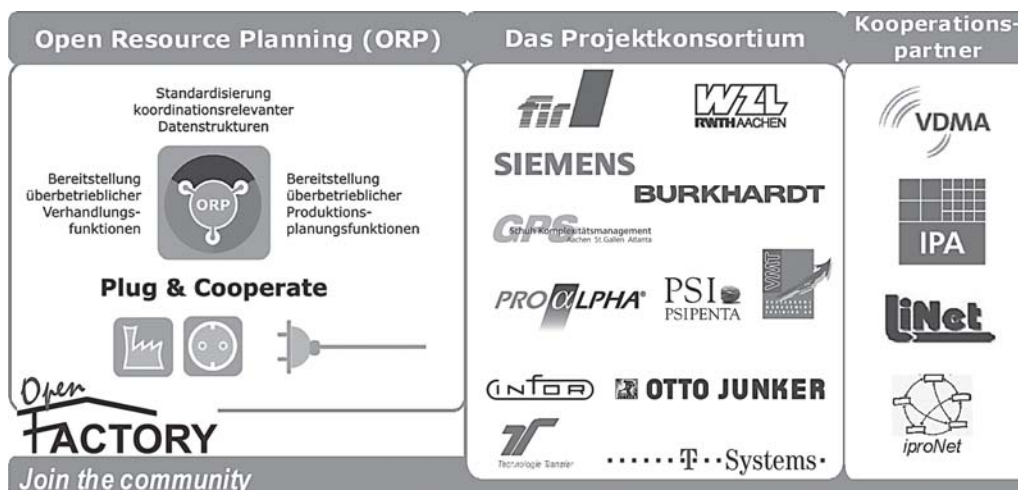 Open Resource Planning (ORP)
Standardisierung
koordinationsrelevanter
Datenstrukturen
Bereitstellung
überbetrieblicher
Verhandlungs-
funktionen
ORP
Bereitstellung
überbetrieblicher
Produktions-
planungsfunktionen
Plug & Cooperate
Open
FACTORY
Join the community
Das Projektkonsortium
fir
WZL
RWTH AACHEN
SIEMENS
BURKHARDT
GPS
Schuh Komplexitätsmanagement
Aachen St.Gallen Atlanta
PROαLPHA®
PSI
PSIPENTA
VMT
infor
OTTO JUNKER
Technologie Transfer
······T··Systems·
Kooperations-
partner
VDMA
IPA
LiNet
iproNet